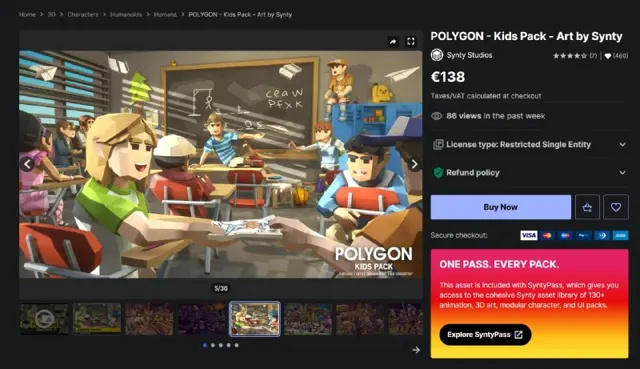 Home > 3D > Characters > Humanoids > Humans > POLYGON - Kids Pack - Art by Synty
POLYGON - Kids Pack - Art by Synty
Synty Studios
(7) | (460)
€138
Taxes/VAT calculated at checkout
86 views in the past week
License type: Restricted Single Entity
Refund policy
Buy Now
Secure checkout:
VISA
ONE PASS. EVERY PACK.
This asset is included with SyntyPass, which gives you
access to the cohesive Synty asset library of 130+
animation, 3D art, modular character, and UI packs.
Explore SyntyPass
ceaw
PFxK
POLYGON
KIDS PACK
5/36